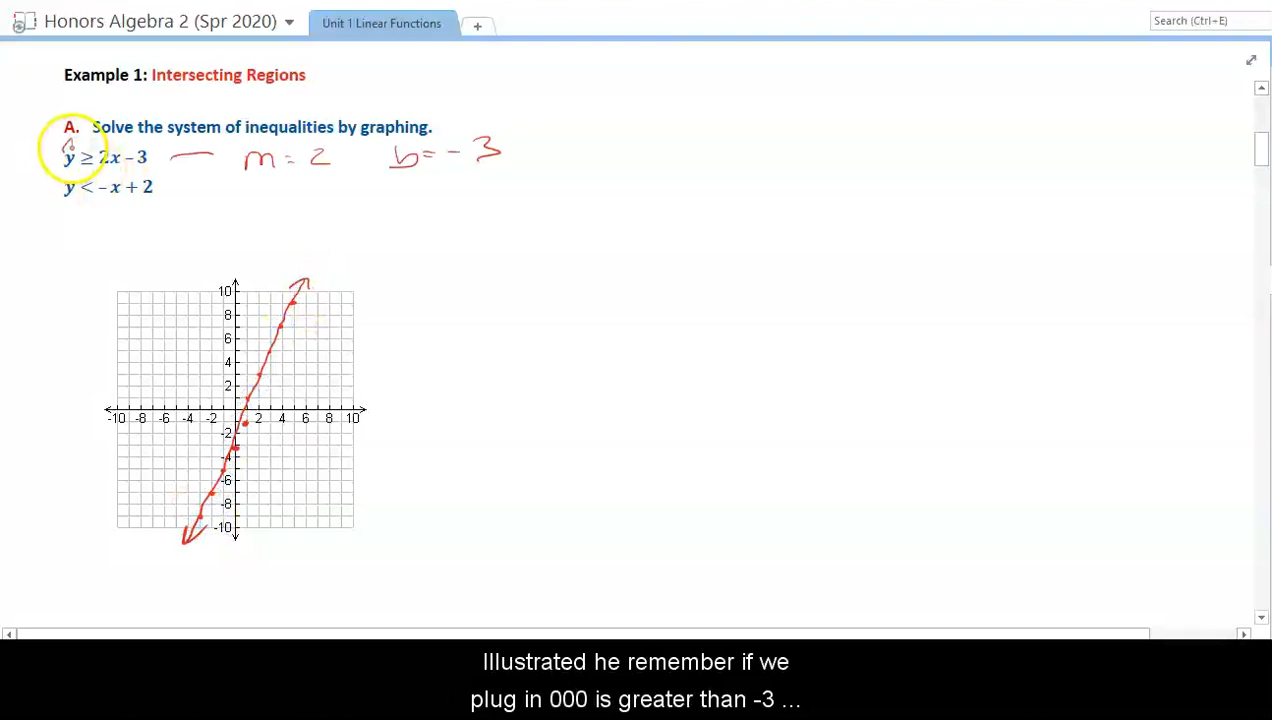 Honors Algebra 2 (Spr 2020) Unit 1 Linear Functions + Search (Ctrl+E)
Example 1: Intersecting Regions
A. Solve the system of inequalities by graphing.
y ≥ 2x – 3 — m = 2 b = - 3
y < – x + 2
10
8
6
4
2
-10 -8 -6 -4 -2 2 4 6 8 10
-2
-4
-6
-8
-10
Illustrated he remember if we
plug in 000 is greater than -3 ...